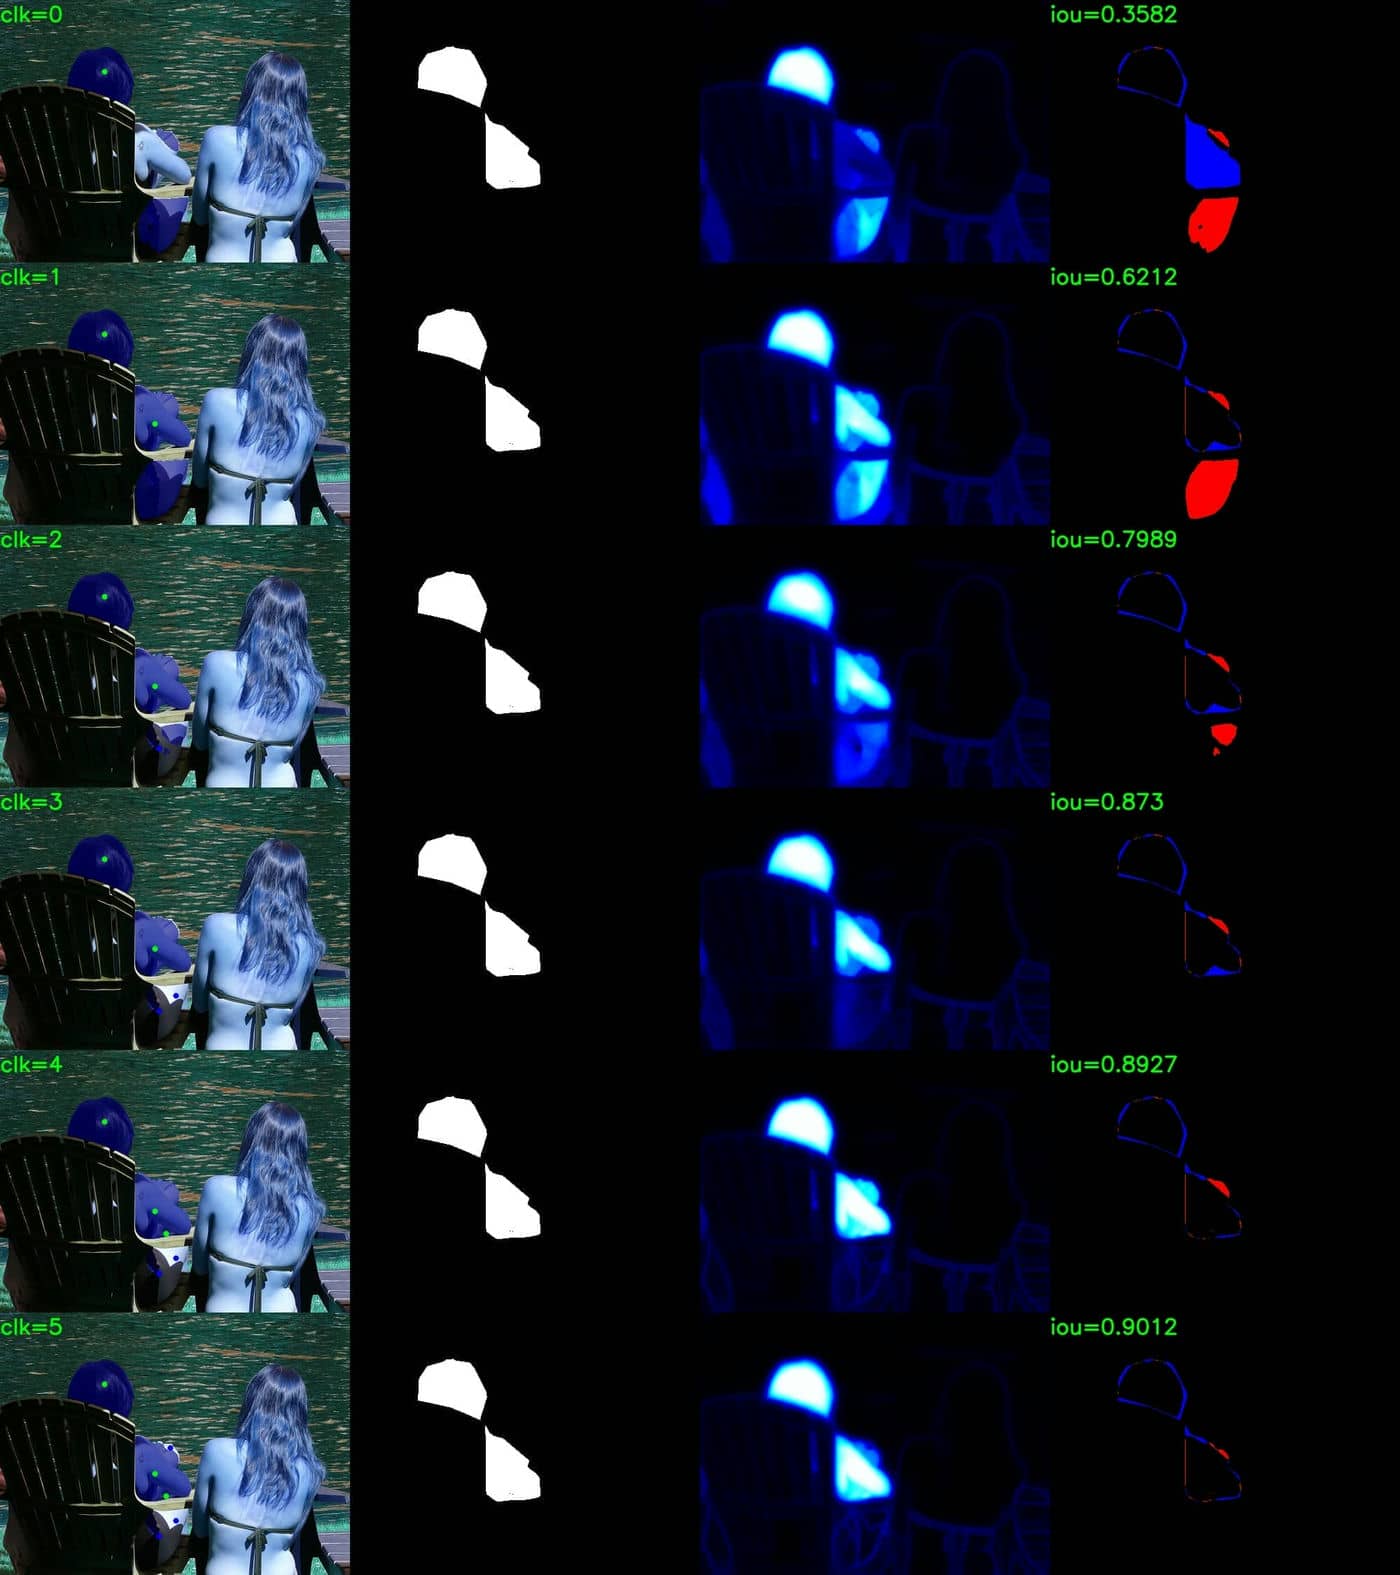 clk=0
iou=0.3582
clk=1
iou=0.6212
clk=2
iou=0.7989
clk=3
iou=0.873
clk=4
iou=0.8927
clk=5
iou=0.9012